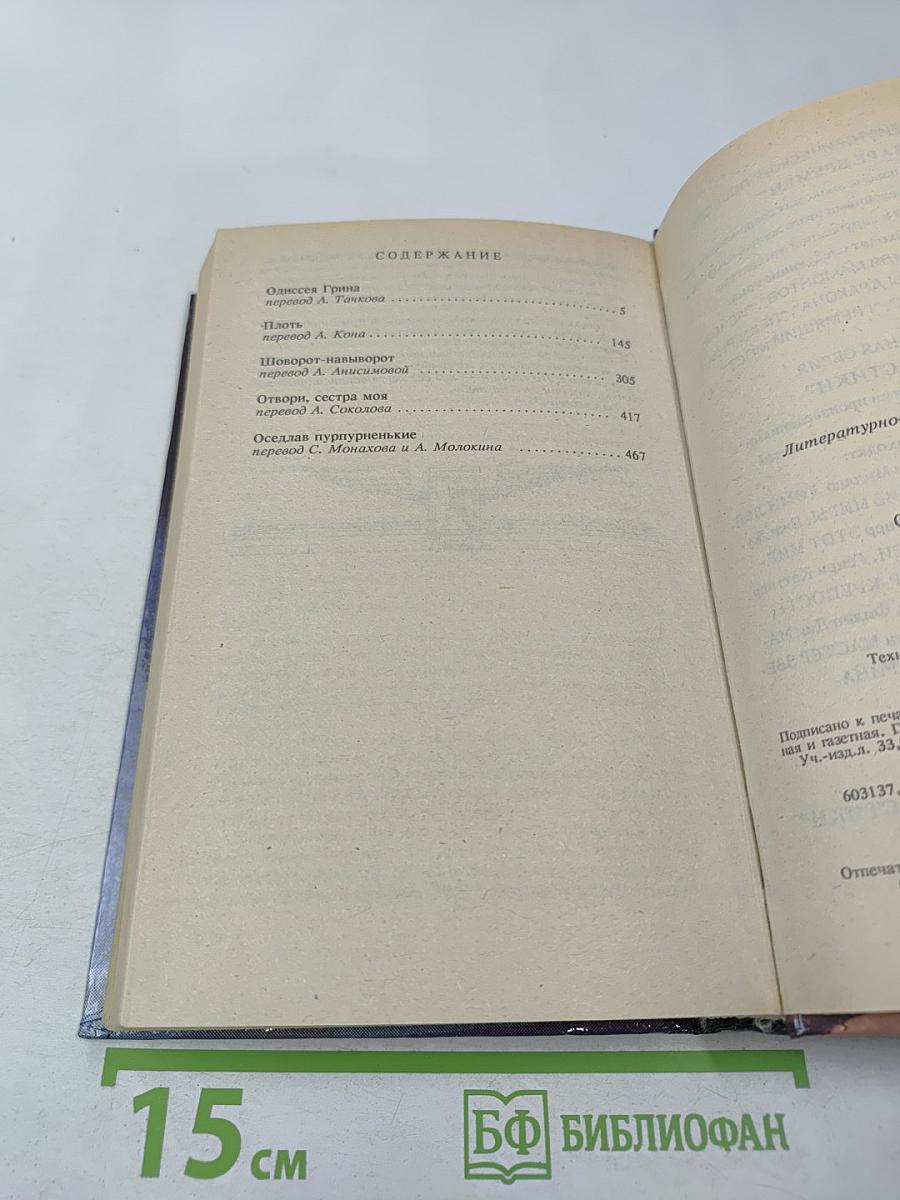 СОДЕРЖАНИЕ
Одиссея Грина
перевод А. Тачкова . . . . . . . . . . . . . . . . . . . . . . . . . . . . . . 5
Плоть
перевод А. Кона . . . . . . . . . . . . . . . . . . . . . . . . . . . . . . 145
Шоворот-навыворот
перевод А. Анисимовой . . . . . . . . . . . . . . . . . . . . . . . . 305
Отвори, сестра моя
перевод А. Соколова . . . . . . . . . . . . . . . . . . . . . . . . . . 417
Оседлав пурпурненькие
перевод С. Монахова и А. Молокина . . . . . . . . . . . . . . 467
Литературно-
Техн
Подписано к печа
ная и газетная. Г
Уч.-изд.л. 33,
603137,
Отпечат
15 см
БФ БИБЛИОФАН